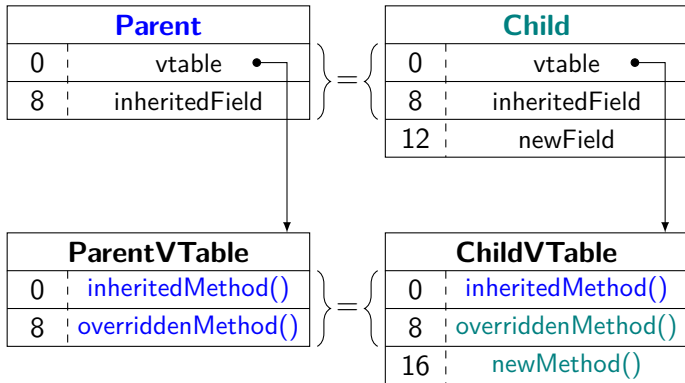 Parent
0 vtable
8 inheritedField
=
Child
0 vtable
8 inheritedField
12 newField
ParentVTable
0 inheritedMethod()
8 overriddenMethod()
=
ChildVTable
0 inheritedMethod()
8 overriddenMethod()
16 newMethod()